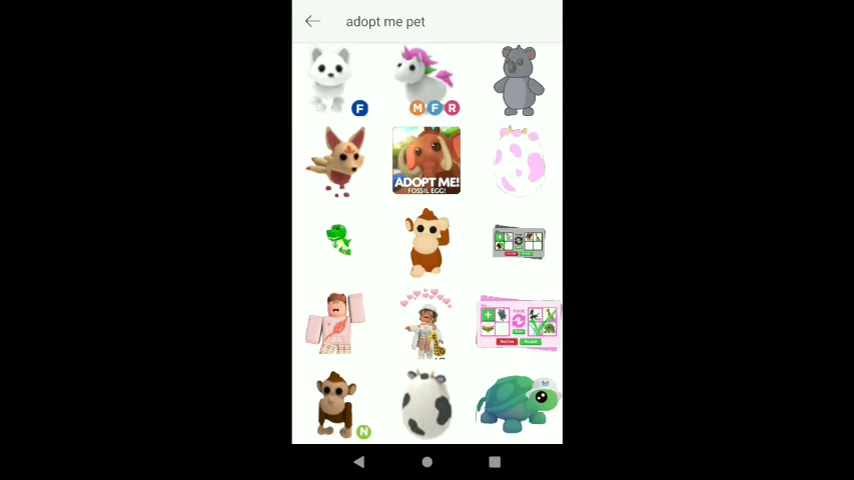 adopt me pet
F
M F R
ADOPT ME!
FOSSIL EGG!
N